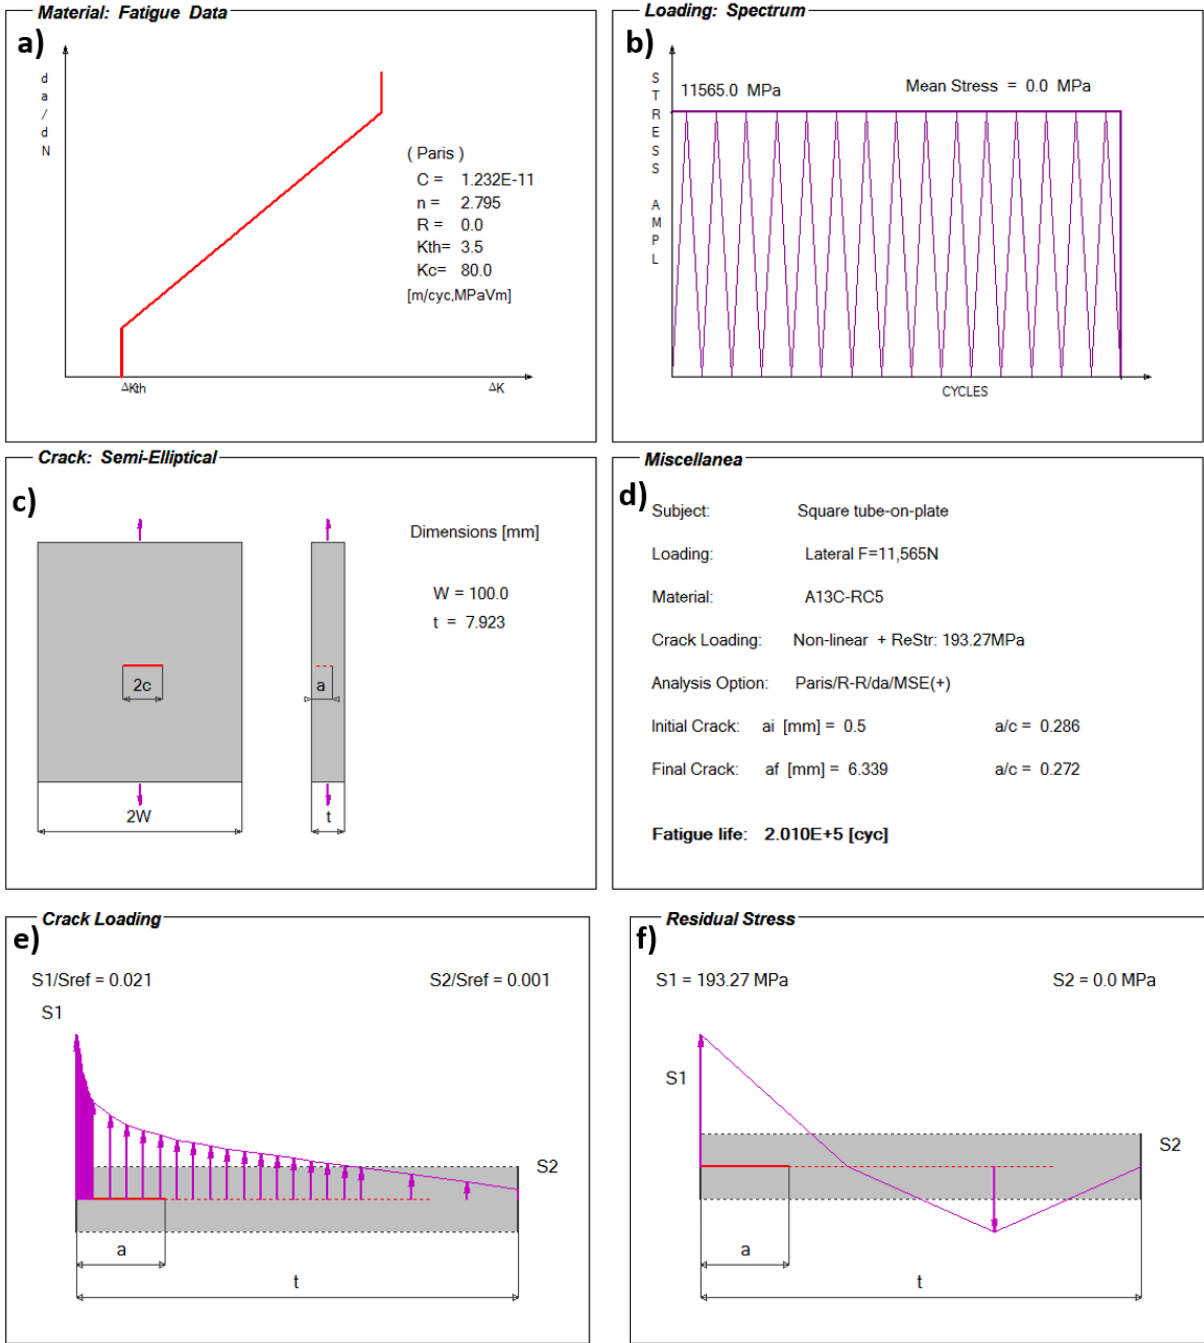 Material: Fatigue Data
a)
da/dN
( Paris )
C = 1.232E-11
n = 2.795
R = 0.0
Kth= 3.5
Kc= 80.0
[m/cyc,MPaVm]
ΔKth
ΔK
Loading: Spectrum
b)
STRESS AMPL
11565.0 MPa
Mean Stress = 0.0 MPa
CYCLES
Crack: Semi-Elliptical
c)
Dimensions [mm]
W = 100.0
t = 7.923
2c
a
2W
t
Miscellanea
d)
Subject: Square tube-on-plate
Loading: Lateral F=11,565N
Material: A13C-RC5
Crack Loading: Non-linear + ReStr: 193.27MPa
Analysis Option: Paris/R-R/da/MSE(+)
Initial Crack: ai [mm] = 0.5 a/c = 0.286
Final Crack: af [mm] = 6.339 a/c = 0.272
Fatigue life: 2.010E+5 [cyc]
Crack Loading
e)
S1/Sref = 0.021 S2/Sref = 0.001
S1
S2
a
t
Residual Stress
f)
S1 = 193.27 MPa S2 = 0.0 MPa
S1
S2
a
t